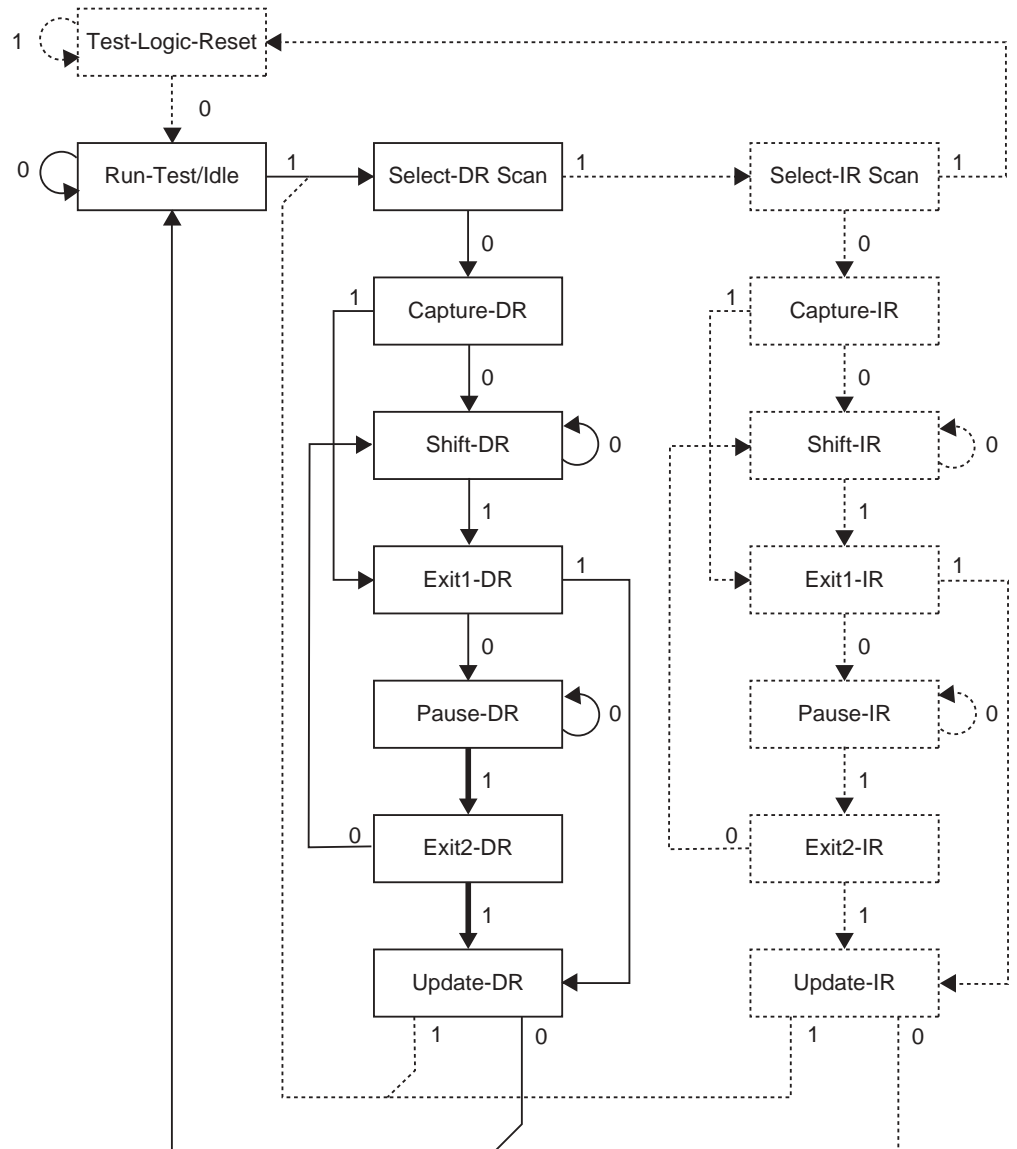 1 Test-Logic-Reset
0
0 Run-Test/Idle 1 Select-DR Scan 1 Select-IR Scan 1
0 0
1 Capture-DR 1 Capture-IR
0 0
Shift-DR 0 Shift-IR 0
1 1
Exit1-DR 1 Exit1-IR 1
0 0
Pause-DR 0 Pause-IR 0
1 1
0 Exit2-DR 0 Exit2-IR
1 1
Update-DR Update-IR
1 0 1 0